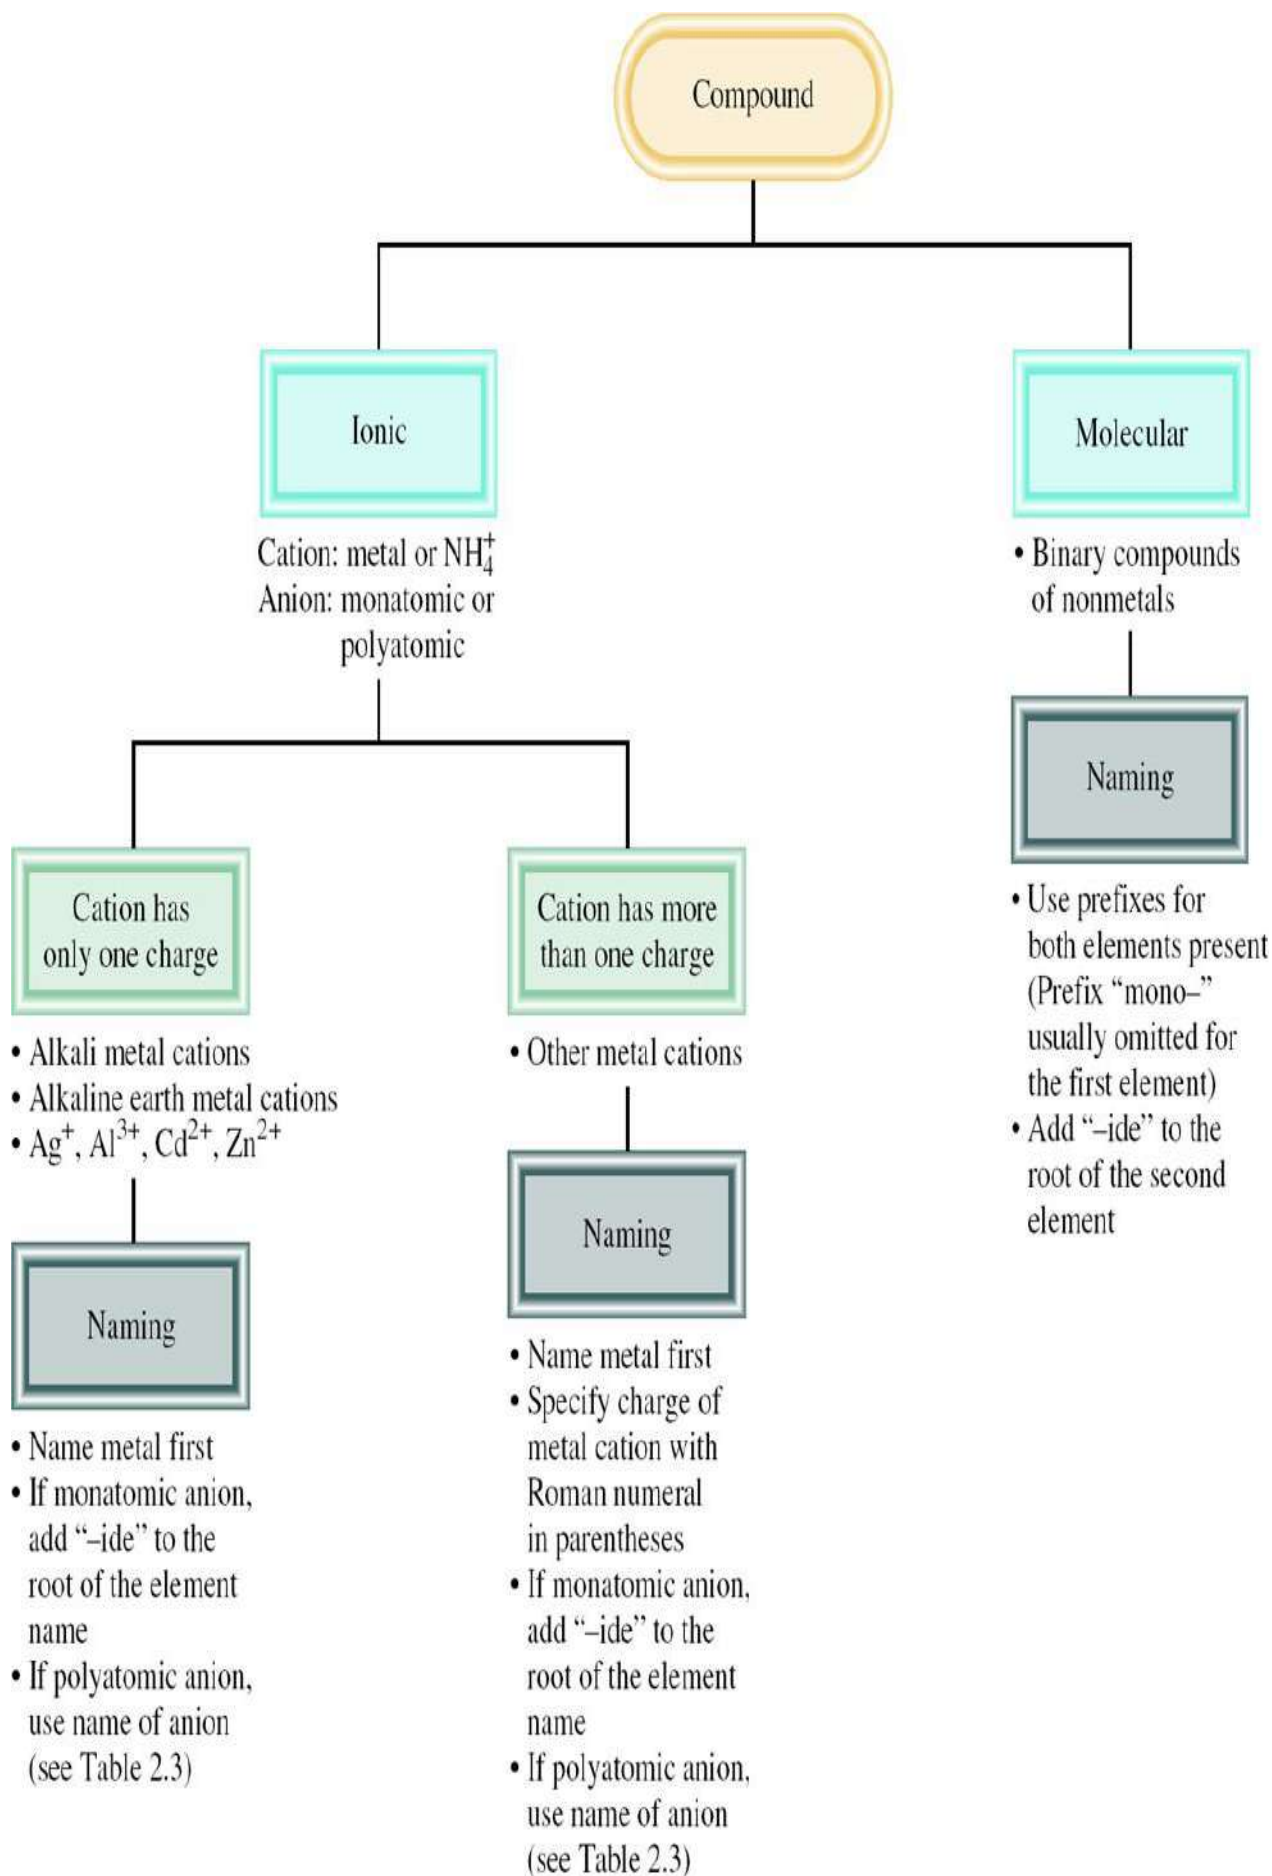 Compound
Ionic
Cation: metal or NH₄⁺
Anion: monatomic or
polyatomic
Cation has
only one charge
• Alkali metal cations
• Alkaline earth metal cations
• Ag⁺, Al³⁺, Cd²⁺, Zn²⁺
Naming
• Name metal first
• If monatomic anion,
add “–ide” to the
root of the element
name
• If polyatomic anion,
use name of anion
(see Table 2.3)
Cation has more
than one charge
• Other metal cations
Naming
• Name metal first
• Specify charge of
metal cation with
Roman numeral
in parentheses
• If monatomic anion,
add “–ide” to the
root of the element
name
• If polyatomic anion,
use name of anion
(see Table 2.3)
Molecular
• Binary compounds
of nonmetals
Naming
• Use prefixes for
both elements present
(Prefix “mono–”
usually omitted for
the first element)
• Add “–ide” to the
root of the second
element